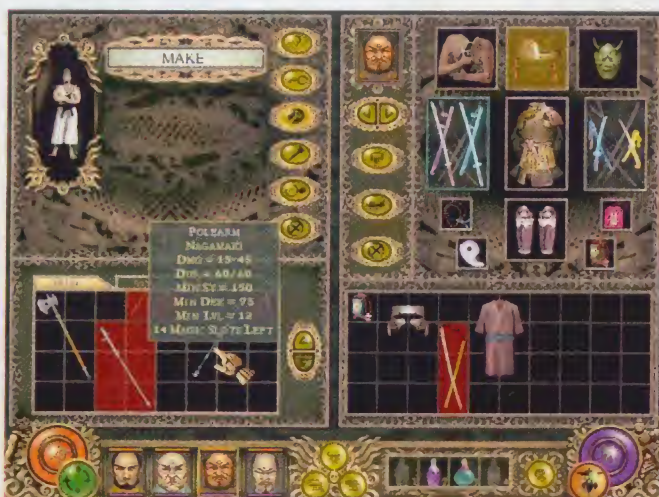 MAKE
POLEARM
NAGAMAKI
DMG = 15-45
DUR = 60/60
MIN ST = 150
MIN DEX = 75
MIN LVL = 12
14 MAGIC SLOTS LEFT